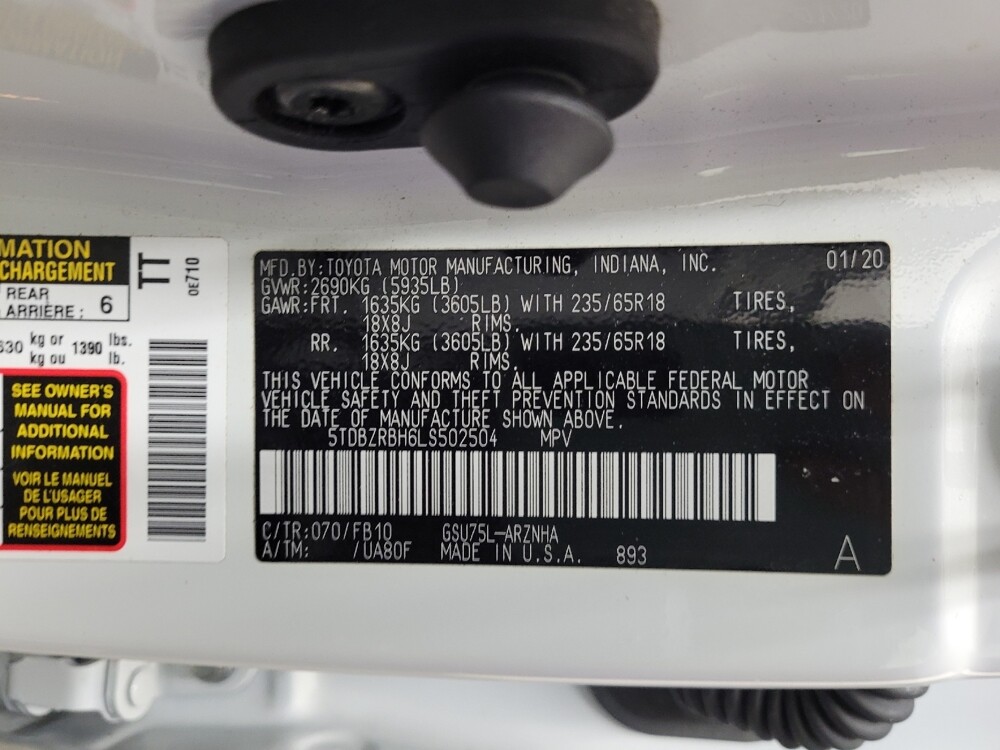 MATION
CHARGEMENT
REAR
ARRIÈRE : 6
630 kg or 1390 lbs.
kg ou lb.
SEE OWNER'S
MANUAL FOR
ADDITIONAL
INFORMATION
VOIR LE MANUEL
DE L'USAGER
POUR PLUS DE
RENSEIGNEMENTS
TT
0E710
MFD.BY:TOYOTA MOTOR MANUFACTURING, INDIANA, INC. 01/20
GVWR:2690KG (5935LB)
GAWR:FRT. 1635KG (3605LB) WITH 235/65R18 TIRES,
18X8J RIMS.
RR. 1635KG (3605LB) WITH 235/65R18 TIRES,
18X8J RIMS.
THIS VEHICLE CONFORMS TO ALL APPLICABLE FEDERAL MOTOR
VEHICLE SAFETY AND THEFT PREVENTION STANDARDS IN EFFECT ON
THE DATE OF MANUFACTURE SHOWN ABOVE.
5TDBZRBH6LS502504 MPV
C/TR:070/FB10 GSU75L-ARZNHA
A/TM: /UA80F MADE IN U.S.A. 893 A